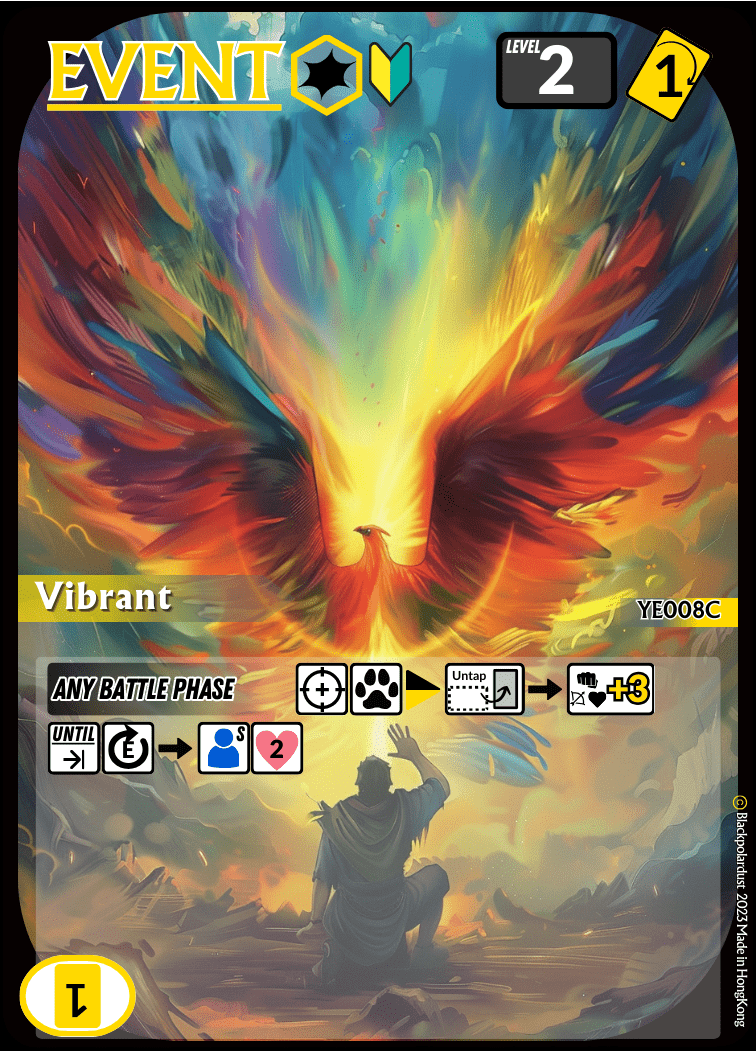 EVENT
LEVEL 2
1
Vibrant
YE008C
ANY BATTLE PHASE
Untap
+3
UNTIL
E
S
2
1
© Blackpolardust 2023 Made in HongKong